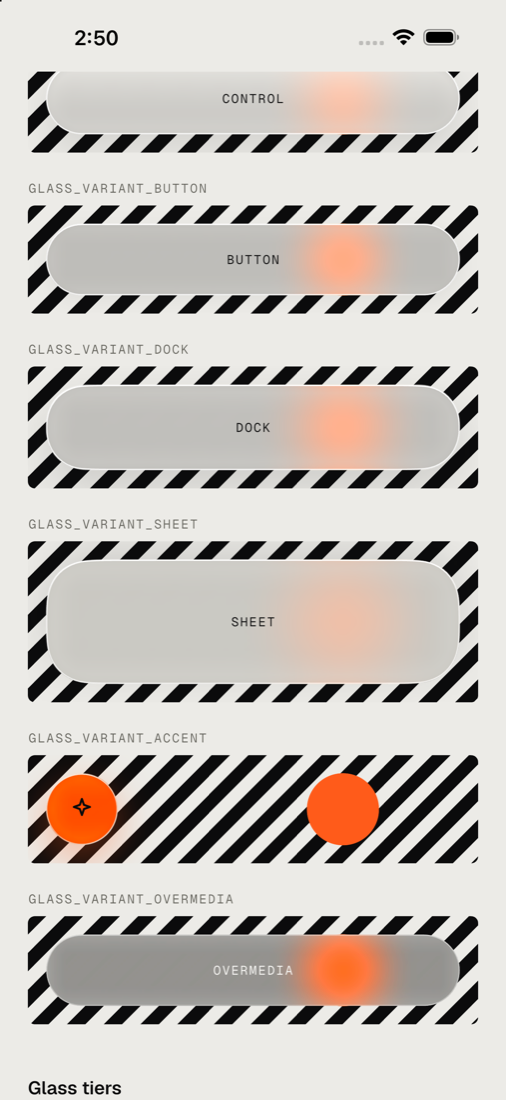 2:50
CONTROL
GLASS_VARIANT_BUTTON
BUTTON
GLASS_VARIANT_DOCK
DOCK
GLASS_VARIANT_SHEET
SHEET
GLASS_VARIANT_ACCENT
GLASS_VARIANT_OVERMEDIA
OVERMEDIA
Glass tiers